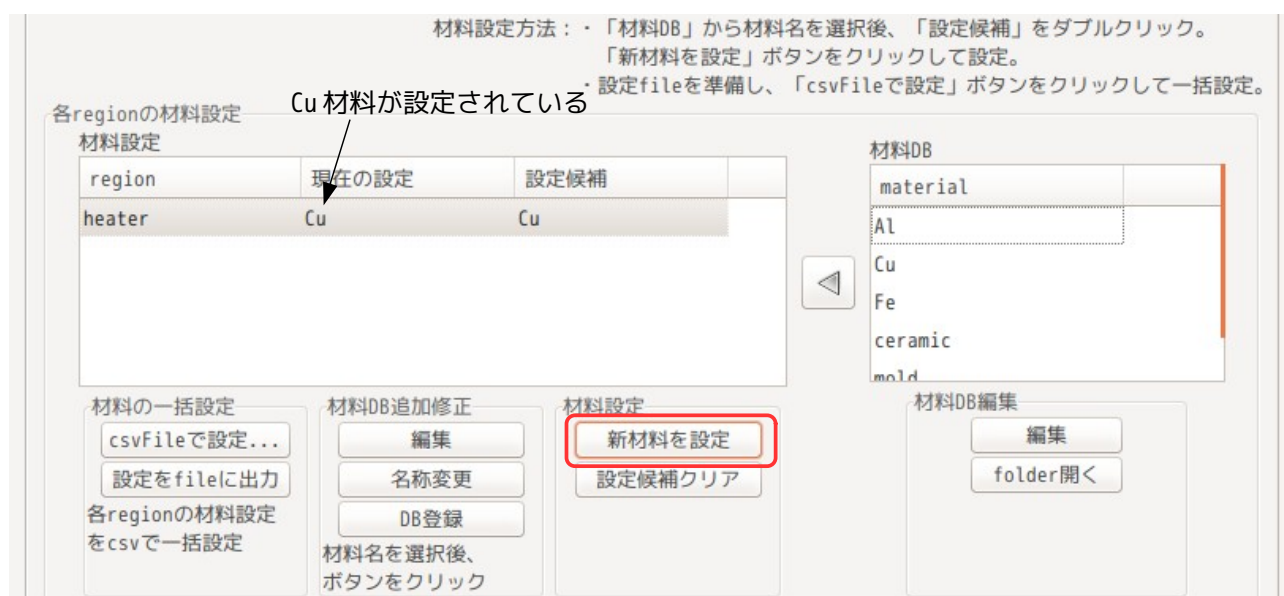 材料設定方法：・「材料DB」から材料名を選択後、「設定候補」をダブルクリック。
「新材料を設定」ボタンをクリックして設定。
・設定fileを準備し、「csvFileで設定」ボタンをクリックして一括設定。
Cu材料が設定されている
各regionの材料設定
材料設定
region 現在の設定 設定候補
heater Cu Cu
材料DB
material
Al
Cu
Fe
ceramic
mold
材料の一括設定
csvFileで設定...
設定をfileに出力
各regionの材料設定
をcsvで一括設定
材料DB追加修正
編集
名称変更
DB登録
材料名を選択後、
ボタンをクリック
材料設定
新材料を設定
設定候補クリア
材料DB編集
編集
folder開く